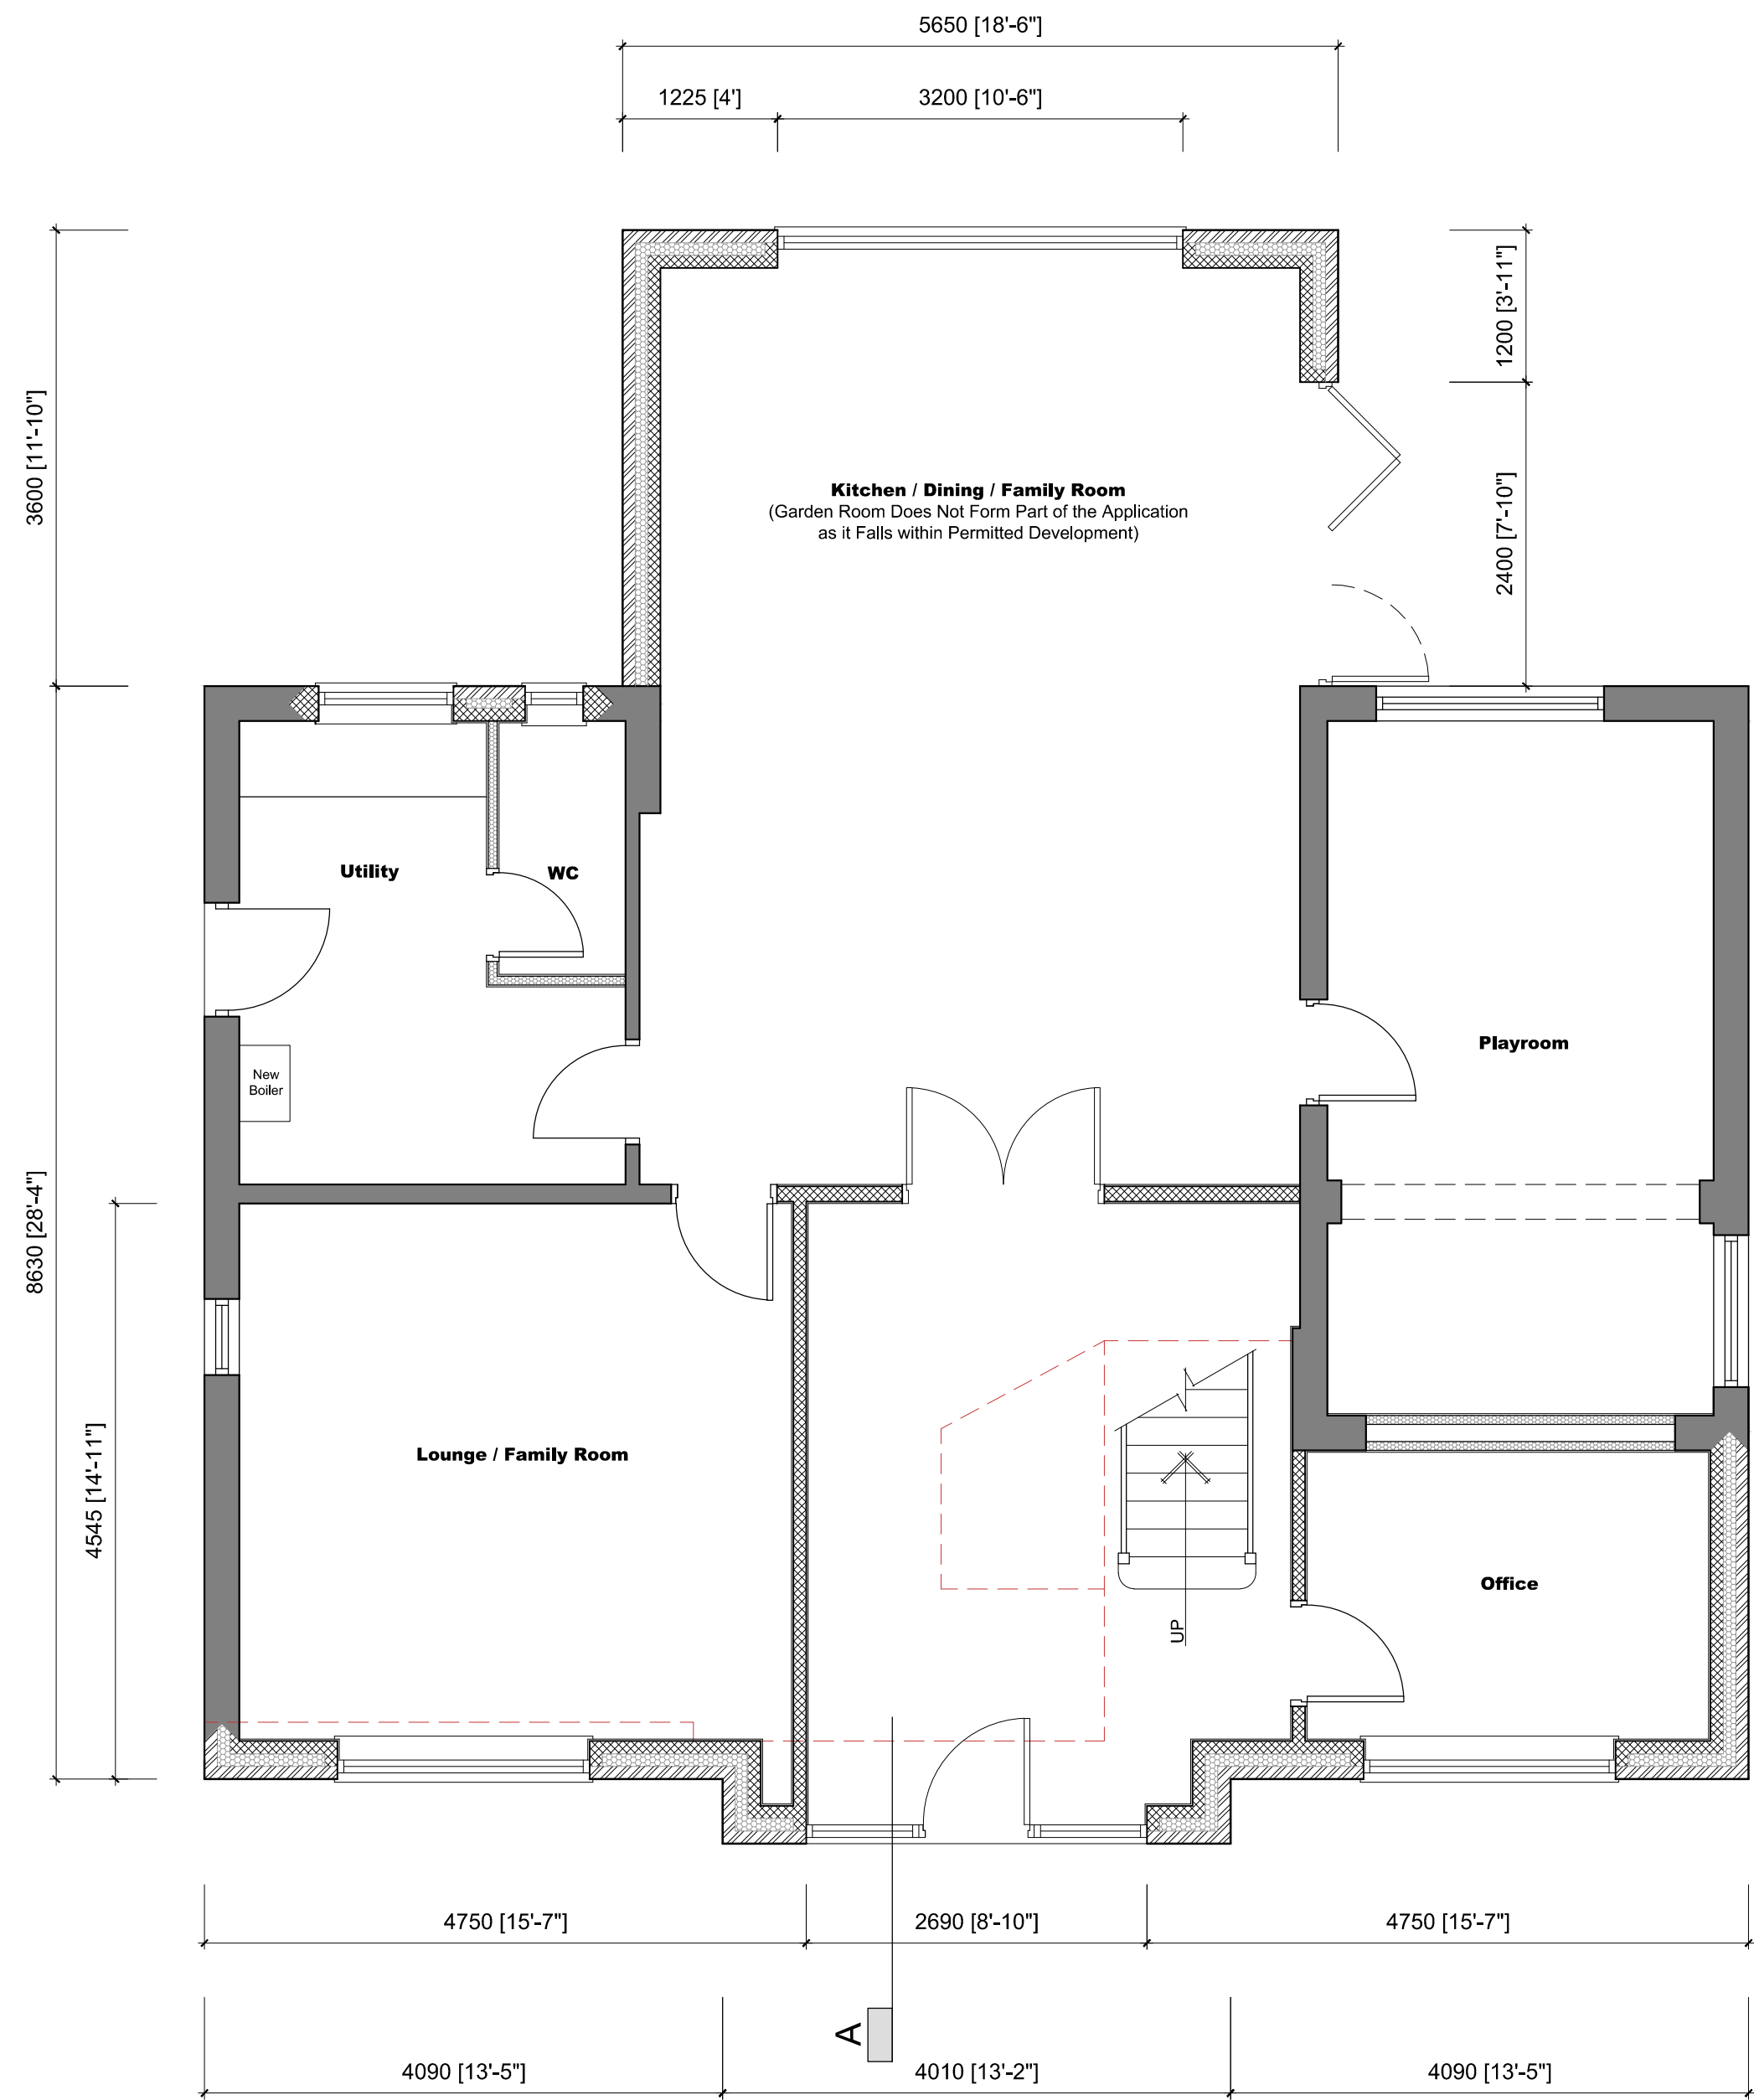 5650 [18'-6"]
1225 [4']
3200 [10'-6"]
1200 [3'-11"]
3600 [11'-10"]
Kitchen / Dining / Family Room
(Garden Room Does Not Form Part of the Application
as it Falls within Permitted Development)
2400 [7'-10"]
Utility
WC
Playroom
New
Boiler
8630 [28'-4"]
4545 [14'-11"]
Lounge / Family Room
Office
UP
4750 [15'-7"]
2690 [8'-10"]
4750 [15'-7"]
A
4090 [13'-5"]
4010 [13'-2"]
4090 [13'-5"]